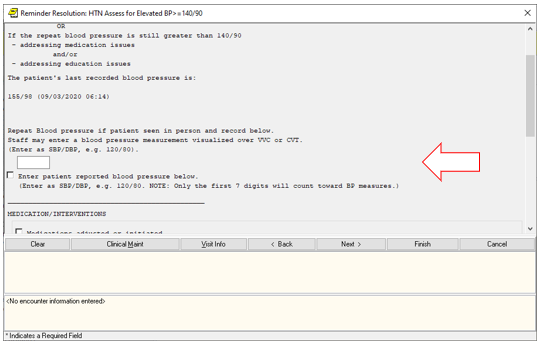 Reminder Resolution: HTN Assess for Elevated BP>=140/90
OR
If the repeat blood pressure is still greater than 140/90
- addressing medication issues
and/or
- addressing education issues
The patient's last recorded blood pressure is:
155/98 (09/03/2020 06:14)
Repeat Blood pressure if patient seen in person and record below.
Staff may enter a blood pressure measurement visualized over VVC or CVT.
(Enter as SBP/DBP, e.g. 120/80).
Enter patient reported blood pressure below.
(Enter as SBP/DBP, e.g. 120/80. NOTE: Only the first 7 digits will count toward BP measures.)
MEDICATION/INTERVENTIONS
Medications adjusted or initiated
Clear Clinical Maint Visit Info < Back Next > Finish Cancel
<No encounter information entered>
* Indicates a Required Field